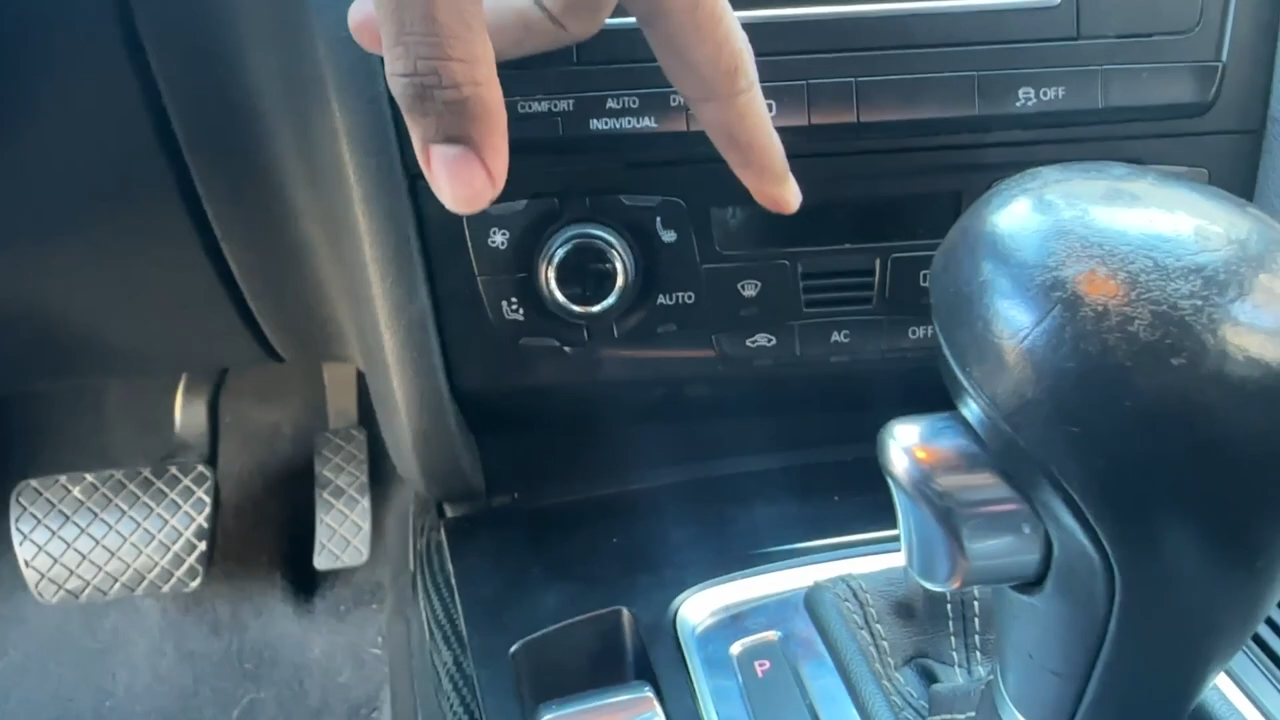 COMFORT AUTO
INDIVIDUAL
OFF
AUTO
AC OFF
P